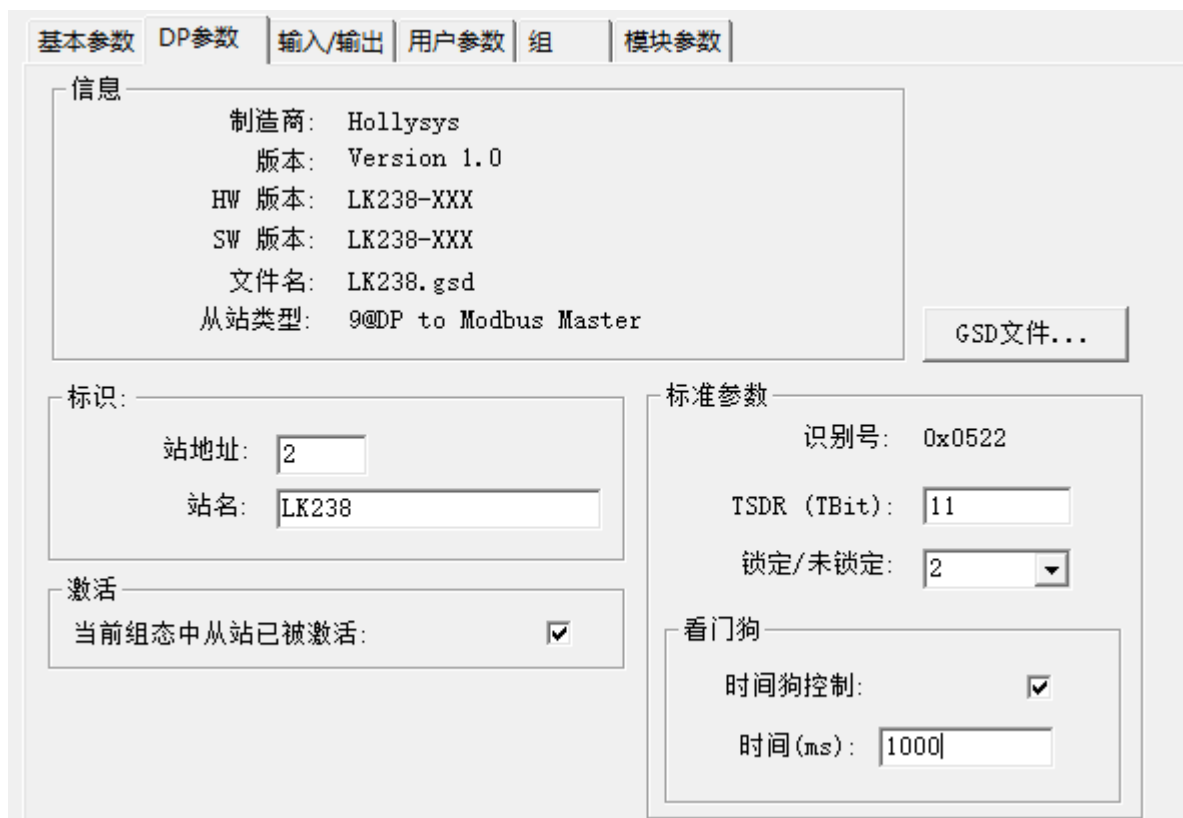 基本参数 DP参数 输入/输出 用户参数 组 模块参数
信息
制造商: Hollysys
版本: Version 1.0
HW 版本: LK238-XXX
SW 版本: LK238-XXX
文件名: LK238.gsd
从站类型: 9@DP to Modbus Master
GSD文件...
标识:
站地址: 2
站名: LK238
激活
当前组态中从站已被激活:
标准参数
识别号: 0x0522
TSDR (TBit): 11
锁定/未锁定: 2
看门狗
时间狗控制:
时间(ms): 1000